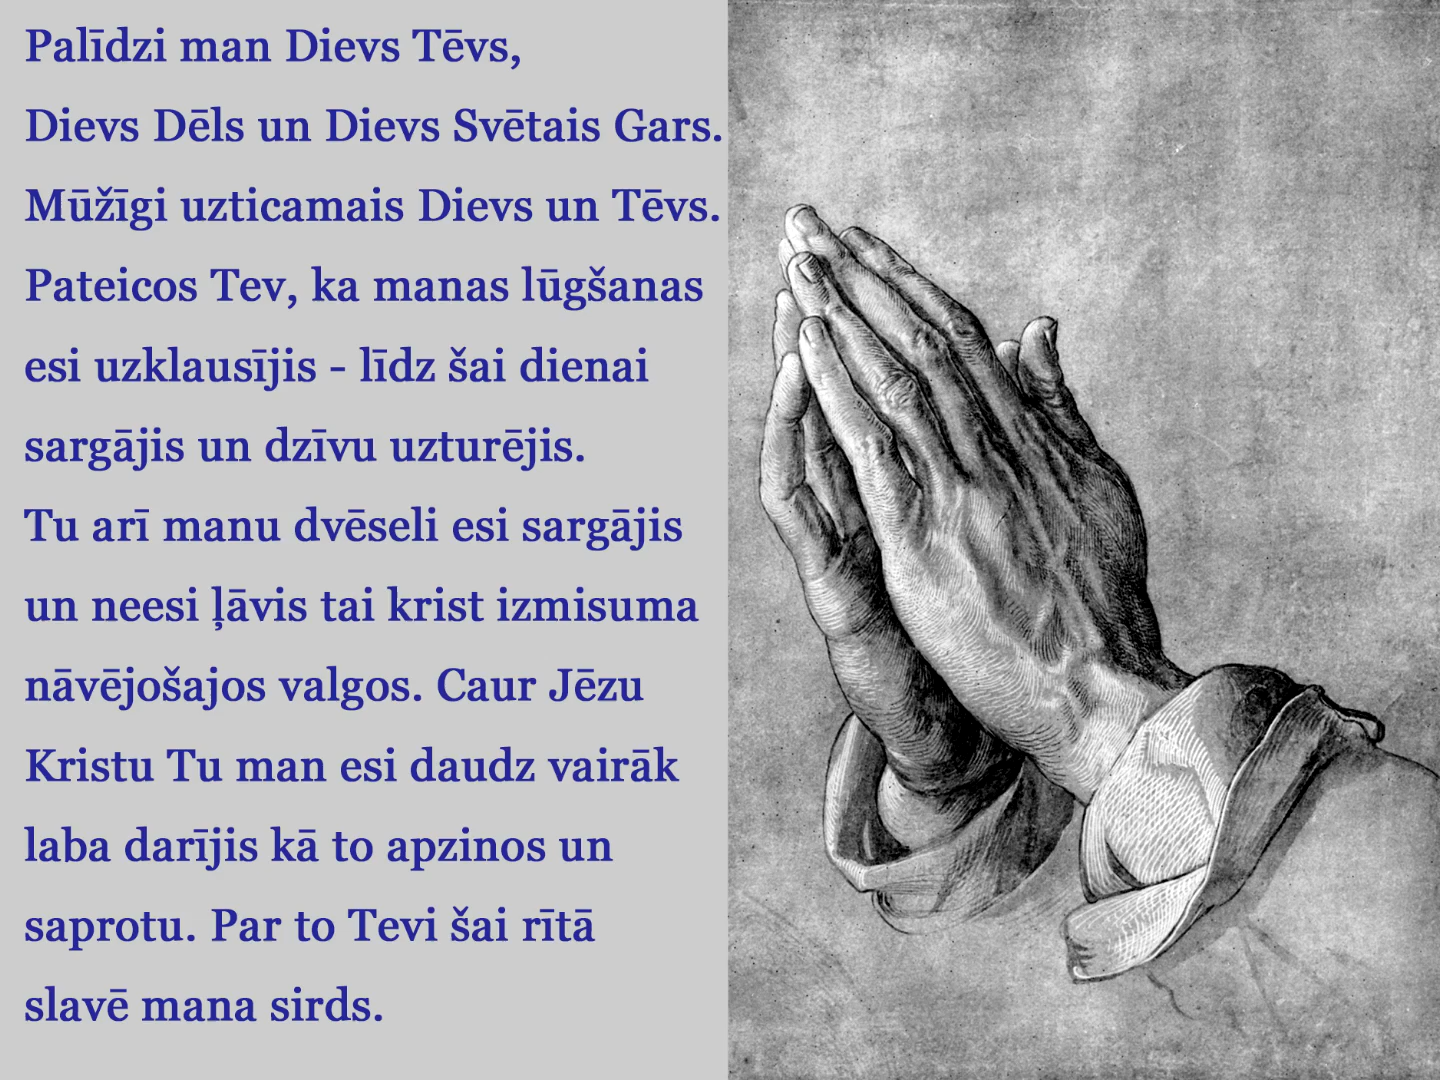 Palīdzi man Dievs Tēvs,
Dievs Dēls un Dievs Svētais Gars.
Mūžīgi uzticamais Dievs un Tēvs.
Pateicos Tev, ka manas lūgšanas
esi uzklausījis - līdz šai dienai
sargājis un dzīvu uzturējis.
Tu arī manu dvēseli esi sargājis
un neesi ļāvis tai krist izmisuma
nāvējošajos valgos. Caur Jēzu
Kristu Tu man esi daudz vairāk
laba darījis kā to apzinos un
saprotu. Par to Tevi šai rītā
slavē mana sirds.